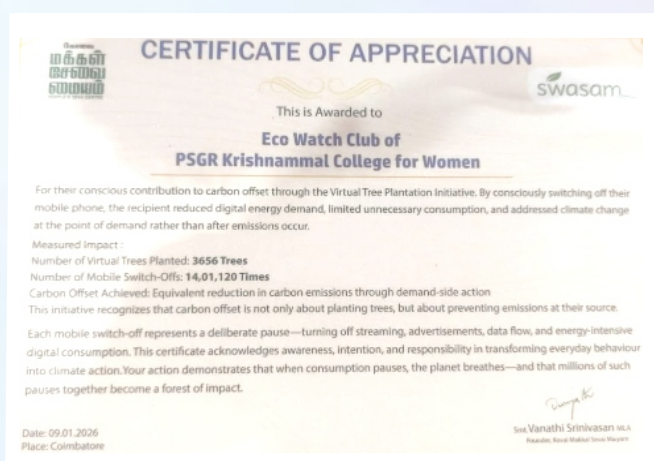 கோவை
மக்கள்
சேவை
மையம்
CERTIFICATE OF APPRECIATION
swasam
This is Awarded to
Eco Watch Club of
PSGR Krishnammal College for Women
For their conscious contribution to carbon offset through the Virtual Tree Plantation Initiative. By consciously switching off their
mobile phone, the recipient reduced digital energy demand, limited unnecessary consumption, and addressed climate change
at the point of demand rather than after emissions occur.
Measured Impact :
Number of Virtual Trees Planted: 3656 Trees
Number of Mobile Switch-Offs: 14,01,120 Times
Carbon Offset Achieved: Equivalent reduction in carbon emissions through demand-side action
This initiative recognizes that carbon offset is not only about planting trees, but about preventing emissions at their source.
Each mobile switch-off represents a deliberate pause—turning off streaming, advertisements, data flow, and energy-intensive
digital consumption. This certificate acknowledges awareness, intention, and responsibility in transforming everyday behaviour
into climate action.Your action demonstrates that when consumption pauses, the planet breathes—and that millions of such
pauses together become a forest of impact.
Smt.Vanathi Srinivasan MLA
Founder, Kovai Makkal Sevai Maiyam
Date: 09.01.2026
Place: Coimbatore